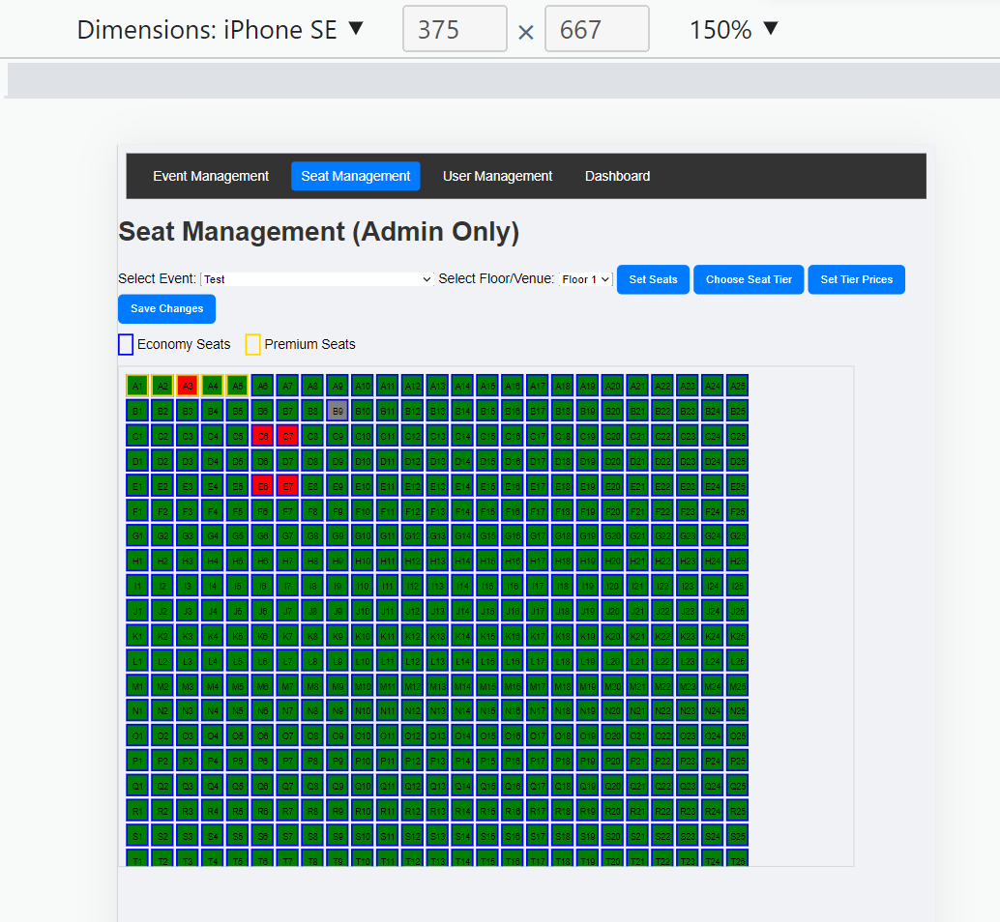 Dimensions: iPhone SE ▼ 375 × 667 150% ▼
Event Management Seat Management User Management Dashboard
Seat Management (Admin Only)
Select Event: Test Select Floor/Venue: Floor 1 Set Seats Choose Seat Tier Set Tier Prices
Save Changes
Economy Seats Premium Seats
A1 A2 A3 A4 A5 A6 A7 A8 A9 A10 A11 A12 A13 A14 A15 A16 A17 A18 A19 A20 A21 A22 A23 A24 A25
B1 B2 B3 B4 B5 B6 B7 B8 B9 B10 B11 B12 B13 B14 B15 B16 B17 B18 B19 B20 B21 B22 B23 B24 B25
C1 C2 C3 C4 C5 C6 C7 C8 C9 C10 C11 C12 C13 C14 C15 C16 C17 C18 C19 C20 C21 C22 C23 C24 C25
D1 D2 D3 D4 D5 D6 D7 D8 D9 D10 D11 D12 D13 D14 D15 D16 D17 D18 D19 D20 D21 D22 D23 D24 D25
E1 E2 E3 E4 E5 E6 E7 E8 E9 E10 E11 E12 E13 E14 E15 E16 E17 E18 E19 E20 E21 E22 E23 E24 E25
F1 F2 F3 F4 F5 F6 F7 F8 F9 F10 F11 F12 F13 F14 F15 F16 F17 F18 F19 F20 F21 F22 F23 F24 F25
G1 G2 G3 G4 G5 G6 G7 G8 G9 G10 G11 G12 G13 G14 G15 G16 G17 G18 G19 G20 G21 G22 G23 G24 G25
H1 H2 H3 H4 H5 H6 H7 H8 H9 H10 H11 H12 H13 H14 H15 H16 H17 H18 H19 H20 H21 H22 H23 H24 H25
I1 I2 I3 I4 I5 I6 I7 I8 I9 I10 I11 I12 I13 I14 I15 I16 I17 I18 I19 I20 I21 I22 I23 I24 I25
J1 J2 J3 J4 J5 J6 J7 J8 J9 J10 J11 J12 J13 J14 J15 J16 J17 J18 J19 J20 J21 J22 J23 J24 J25
K1 K2 K3 K4 K5 K6 K7 K8 K9 K10 K11 K12 K13 K14 K15 K16 K17 K18 K19 K20 K21 K22 K23 K24 K25
L1 L2 L3 L4 L5 L6 L7 L8 L9 L10 L11 L12 L13 L14 L15 L16 L17 L18 L19 L20 L21 L22 L23 L24 L25
M1 M2 M3 M4 M5 M6 M7 M8 M9 M10 M11 M12 M13 M14 M15 M16 M17 M18 M19 M20 M21 M22 M23 M24 M25
N1 N2 N3 N4 N5 N6 N7 N8 N9 N10 N11 N12 N13 N14 N15 N16 N17 N18 N19 N20 N21 N22 N23 N24 N25
O1 O2 O3 O4 O5 O6 O7 O8 O9 O10 O11 O12 O13 O14 O15 O16 O17 O18 O19 O20 O21 O22 O23 O24 O25
P1 P2 P3 P4 P5 P6 P7 P8 P9 P10 P11 P12 P13 P14 P15 P16 P17 P18 P19 P20 P21 P22 P23 P24 P25
Q1 Q2 Q3 Q4 Q5 Q6 Q7 Q8 Q9 Q10 Q11 Q12 Q13 Q14 Q15 Q16 Q17 Q18 Q19 Q20 Q21 Q22 Q23 Q24 Q25
R1 R2 R3 R4 R5 R6 R7 R8 R9 R10 R11 R12 R13 R14 R15 R16 R17 R18 R19 R20 R21 R22 R23 R24 R25
S1 S2 S3 S4 S5 S6 S7 S8 S9 S10 S11 S12 S13 S14 S15 S16 S17 S18 S19 S20 S21 S22 S23 S24 S25
T1 T2 T3 T4 T5 T6 T7 T8 T9 T10 T11 T12 T13 T14 T15 T16 T17 T18 T19 T20 T21 T22 T23 T24 T25